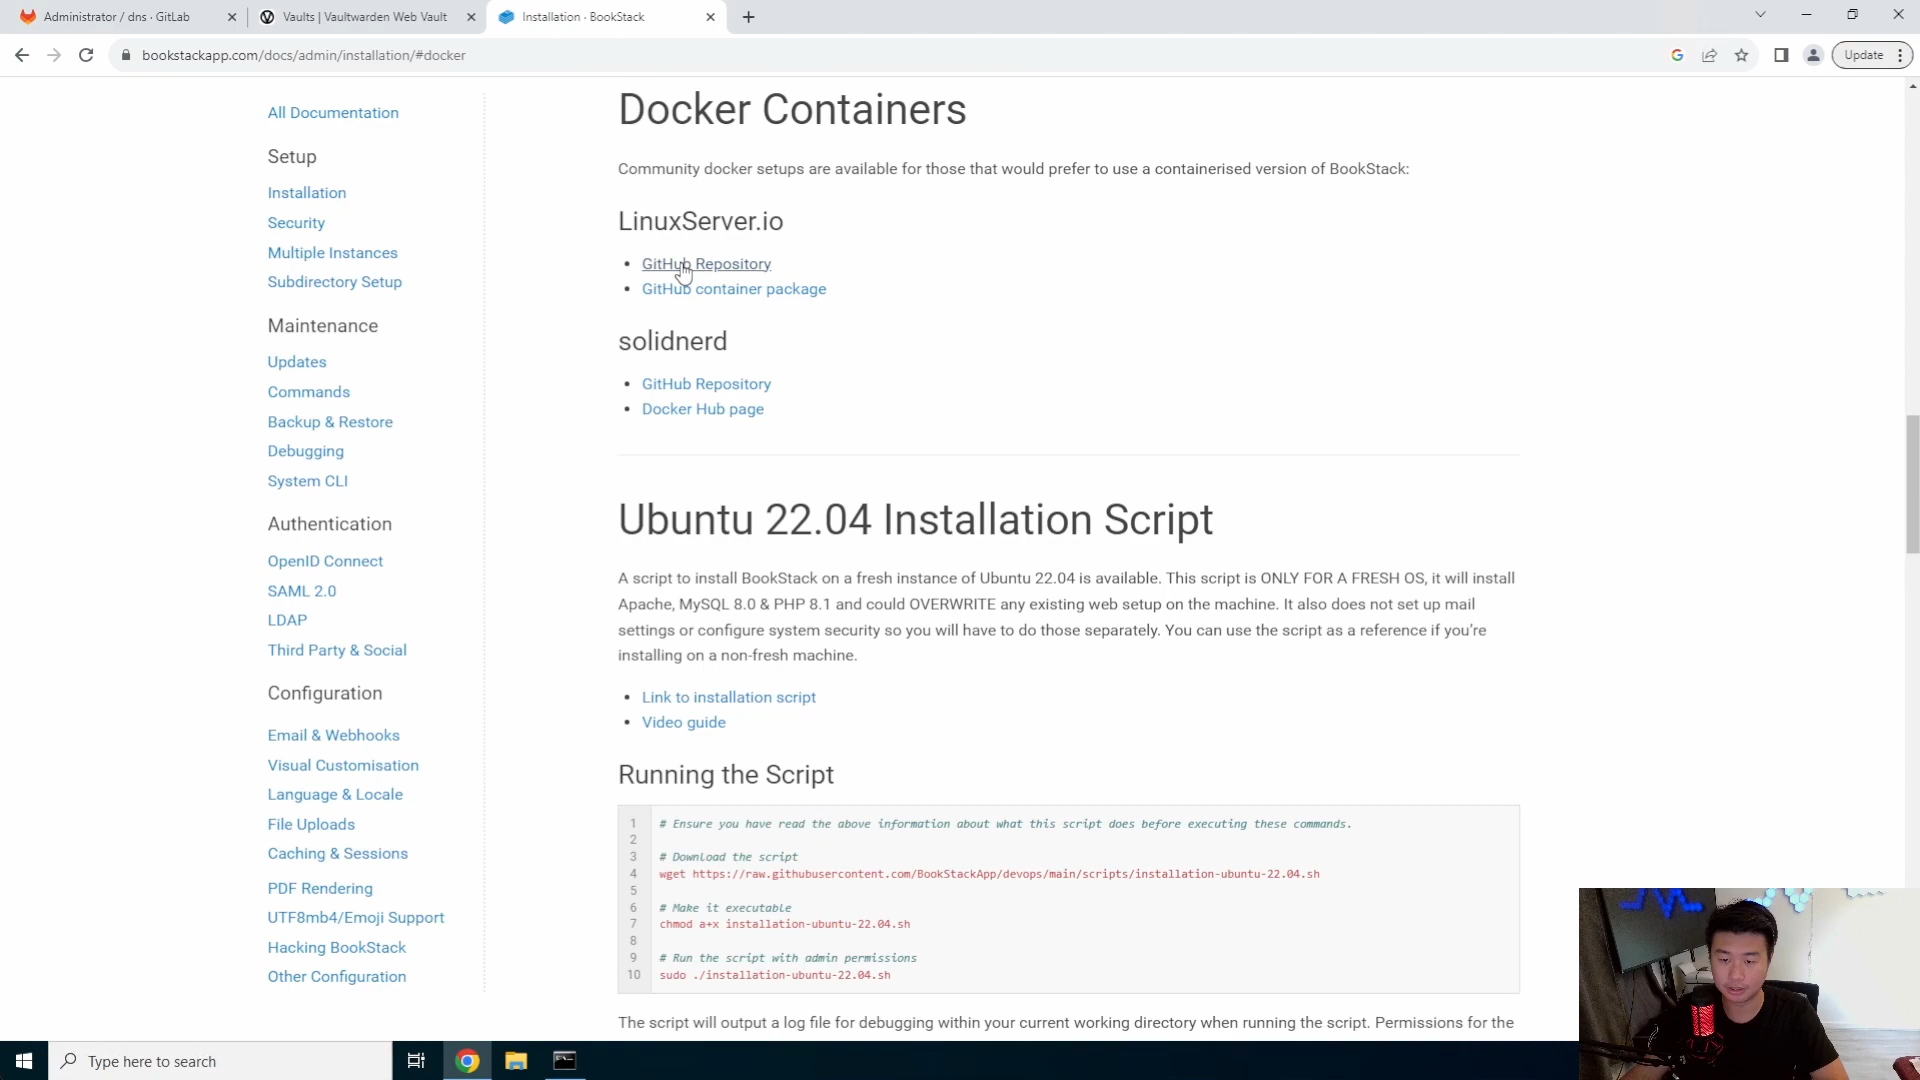 Administrator / dns · GitLab
Vaults | Vaultwarden Web Vault
Installation · BookStack
bookstackapp.com/docs/admin/installation/#docker
Update
All Documentation
Setup
Installation
Security
Multiple Instances
Subdirectory Setup
Maintenance
Updates
Commands
Backup & Restore
Debugging
System CLI
Authentication
OpenID Connect
SAML 2.0
LDAP
Third Party & Social
Configuration
Email & Webhooks
Visual Customisation
Language & Locale
File Uploads
Caching & Sessions
PDF Rendering
UTF8mb4/Emoji Support
Hacking BookStack
Other Configuration
Docker Containers
Community docker setups are available for those that would prefer to use a containerised version of BookStack:
LinuxServer.io
GitHub Repository
GitHub container package
solidnerd
GitHub Repository
Docker Hub page
Ubuntu 22.04 Installation Script
A script to install BookStack on a fresh instance of Ubuntu 22.04 is available. This script is ONLY FOR A FRESH OS, it will install
Apache, MySQL 8.0 & PHP 8.1 and could OVERWRITE any existing web setup on the machine. It also does not set up mail
settings or configure system security so you will have to do those separately. You can use the script as a reference if you're
installing on a non-fresh machine.
Link to installation script
Video guide
Running the Script
1 # Ensure you have read the above information about what this script does before executing these commands.
2
3 # Download the script
4 wget https://raw.githubusercontent.com/BookStackApp/devops/main/scripts/installation-ubuntu-22.04.sh
5
6 # Make it executable
7 chmod a+x installation-ubuntu-22.04.sh
8
9 # Run the script with admin permissions
10 sudo ./installation-ubuntu-22.04.sh
The script will output a log file for debugging within your current working directory when running the script. Permissions for the
Type here to search